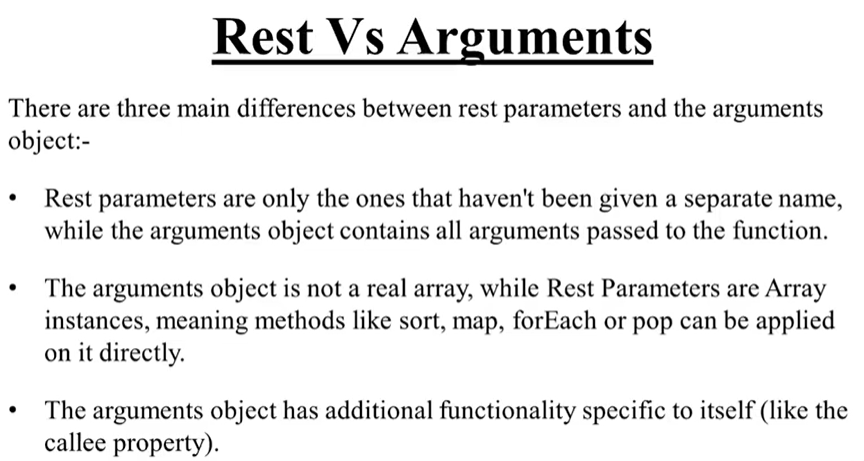 Rest Vs Arguments
There are three main differences between rest parameters and the arguments
object:-
• Rest parameters are only the ones that haven't been given a separate name,
while the arguments object contains all arguments passed to the function.
• The arguments object is not a real array, while Rest Parameters are Array
instances, meaning methods like sort, map, forEach or pop can be applied
on it directly.
• The arguments object has additional functionality specific to itself (like the
callee property).